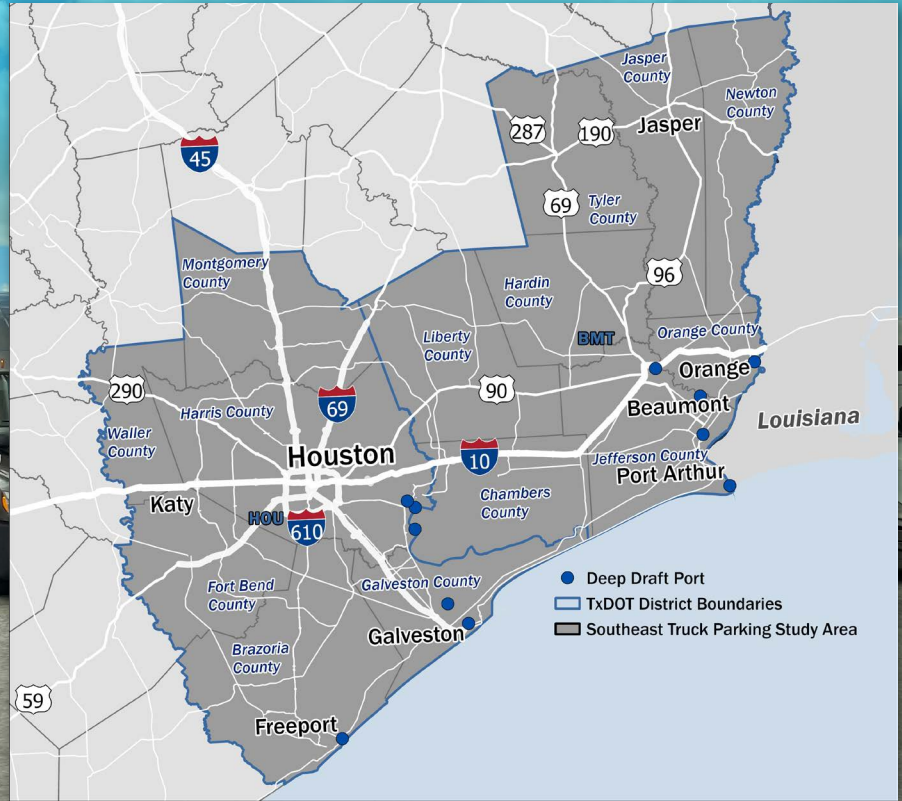 Jasper
County
Newton
County
287
190
Jasper
45
69
Tyler
County
Montgomery
County
96
Hardin
County
Liberty
County
BMT
Orange County
Orange
290
90
69
Harris County
Beaumont
Louisiana
Waller
County
Houston
10
Jefferson County
Port Arthur
Katy
Chambers
County
HOU
610
Fort Bend
County
Galveston County
Deep Draft Port
TxDOT District Boundaries
Southeast Truck Parking Study Area
Galveston
Brazoria
County
59
Freeport